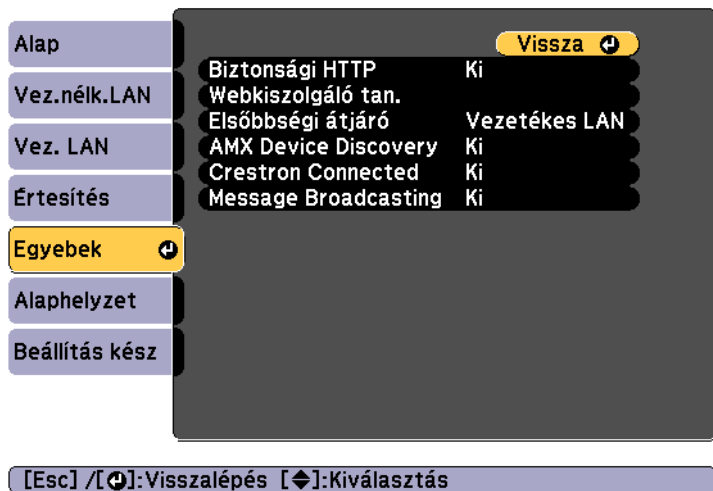 Alap
Vez.nélk.LAN
Vez. LAN
Értesítés
Egyebek
Alaphelyzet
Beállítás kész
Vissza
Biztonsági HTTP Ki
Webkiszolgáló tan.
Elsőbbségi átjáró Vezetékes LAN
AMX Device Discovery Ki
Crestron Connected Ki
Message Broadcasting Ki
[Esc] /[⏎]:Visszalépés [◆]:Kiválasztás